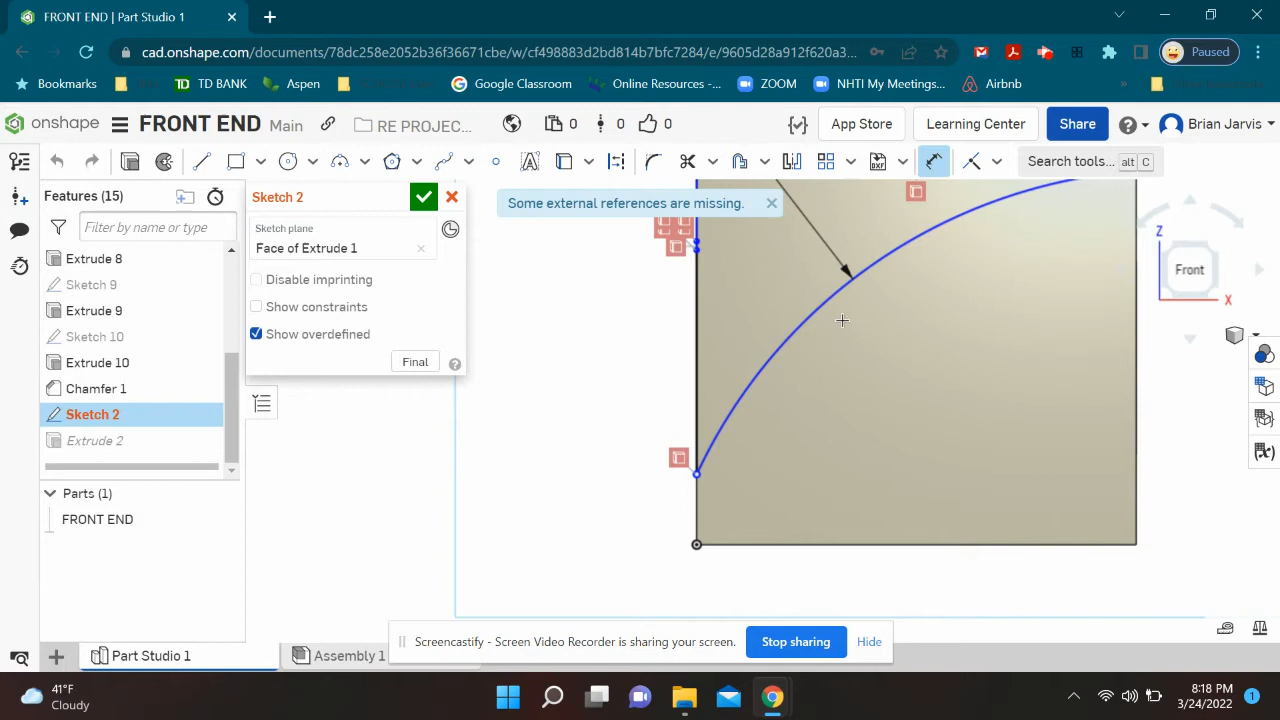 FRONT END | Part Studio 1
cad.onshape.com/documents/78dc258e2052b36f36671cbe/w/cf498883d2bd814b7bfc7284/e/9605d28a912f620a3...
Paused
Bookmarks
TD BANK
Aspen
Google Classroom
Online Resources -...
ZOOM
NHTI My Meetings...
Airbnb
»
onshape
FRONT END Main
RE PROJEC...
0
0
0
App Store
Learning Center
Share
Brian Jarvis
Search tools... alt C
Features (15)
Filter by name or type
Extrude 8
Sketch 9
Extrude 9
Sketch 10
Extrude 10
Chamfer 1
Sketch 2
Extrude 2
Parts (1)
FRONT END
Sketch 2
Sketch plane
Face of Extrude 1
Disable imprinting
Show constraints
Show overdefined
Final
Some external references are missing.
Z
Front
X
Screencastify - Screen Video Recorder is sharing your screen.
Stop sharing
Hide
Part Studio 1
Assembly 1
41°F
Cloudy
8:18 PM
3/24/2022
1